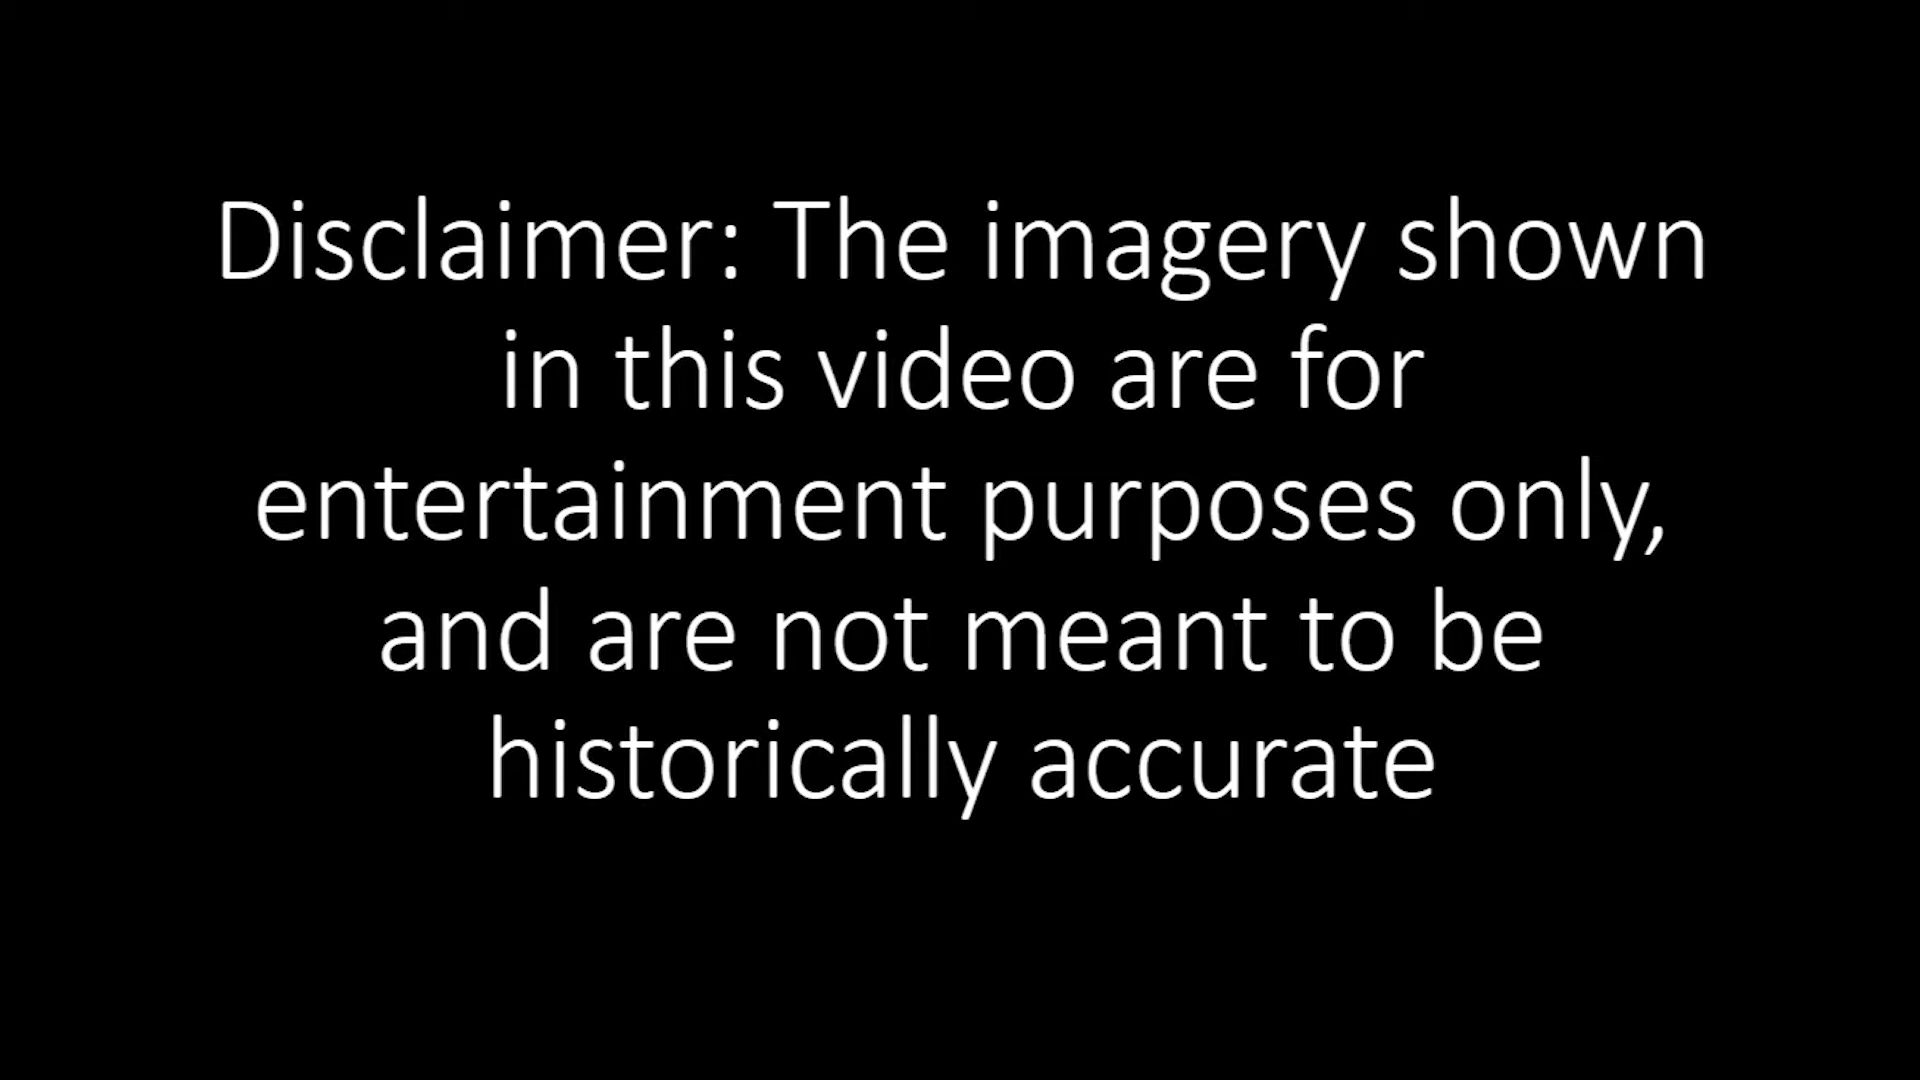 Disclaimer: The imagery shown
in this video are for
entertainment purposes only,
and are not meant to be
historically accurate